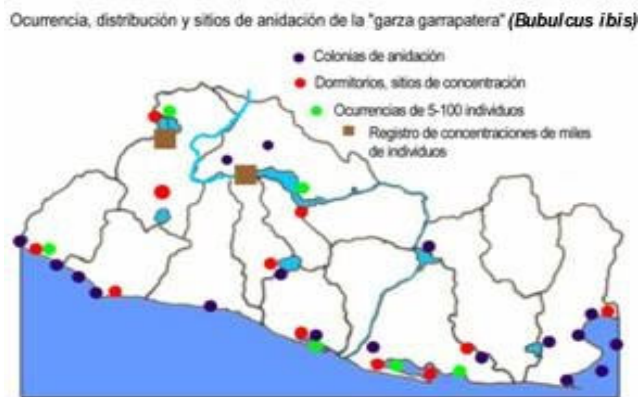 Ocurrencia, distribución y sitios de anidación de la "garza garrapatera" (Bubulcus ibis)
Colonias de anidación
Dormitorios, sitios de concentración
Ocurrencias de 5-100 individuos
Registro de concentraciones de miles
de individuos